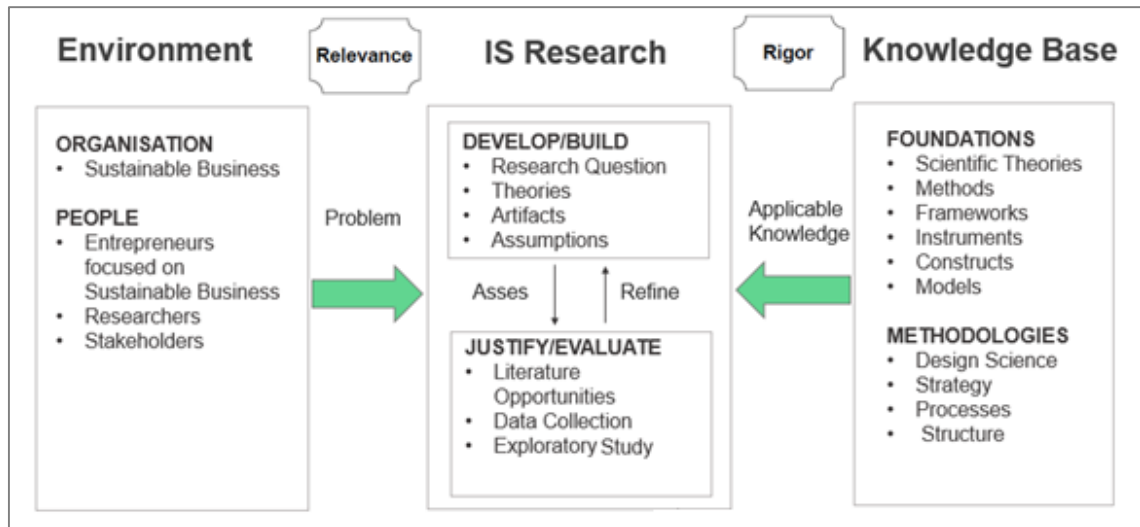 Environment
Relevance
IS Research
Rigor
Knowledge Base
ORGANISATION
• Sustainable Business
PEOPLE
• Entrepreneurs
focused on
Sustainable Business
• Researchers
• Stakeholders
Problem
DEVELOP/BUILD
• Research Question
• Theories
• Artifacts
• Assumptions
Asses
Refine
JUSTIFY/EVALUATE
• Literature
Opportunities
• Data Collection
• Exploratory Study
Applicable
Knowledge
FOUNDATIONS
• Scientific Theories
• Methods
• Frameworks
• Instruments
• Constructs
• Models
METHODOLOGIES
• Design Science
• Strategy
• Processes
• Structure